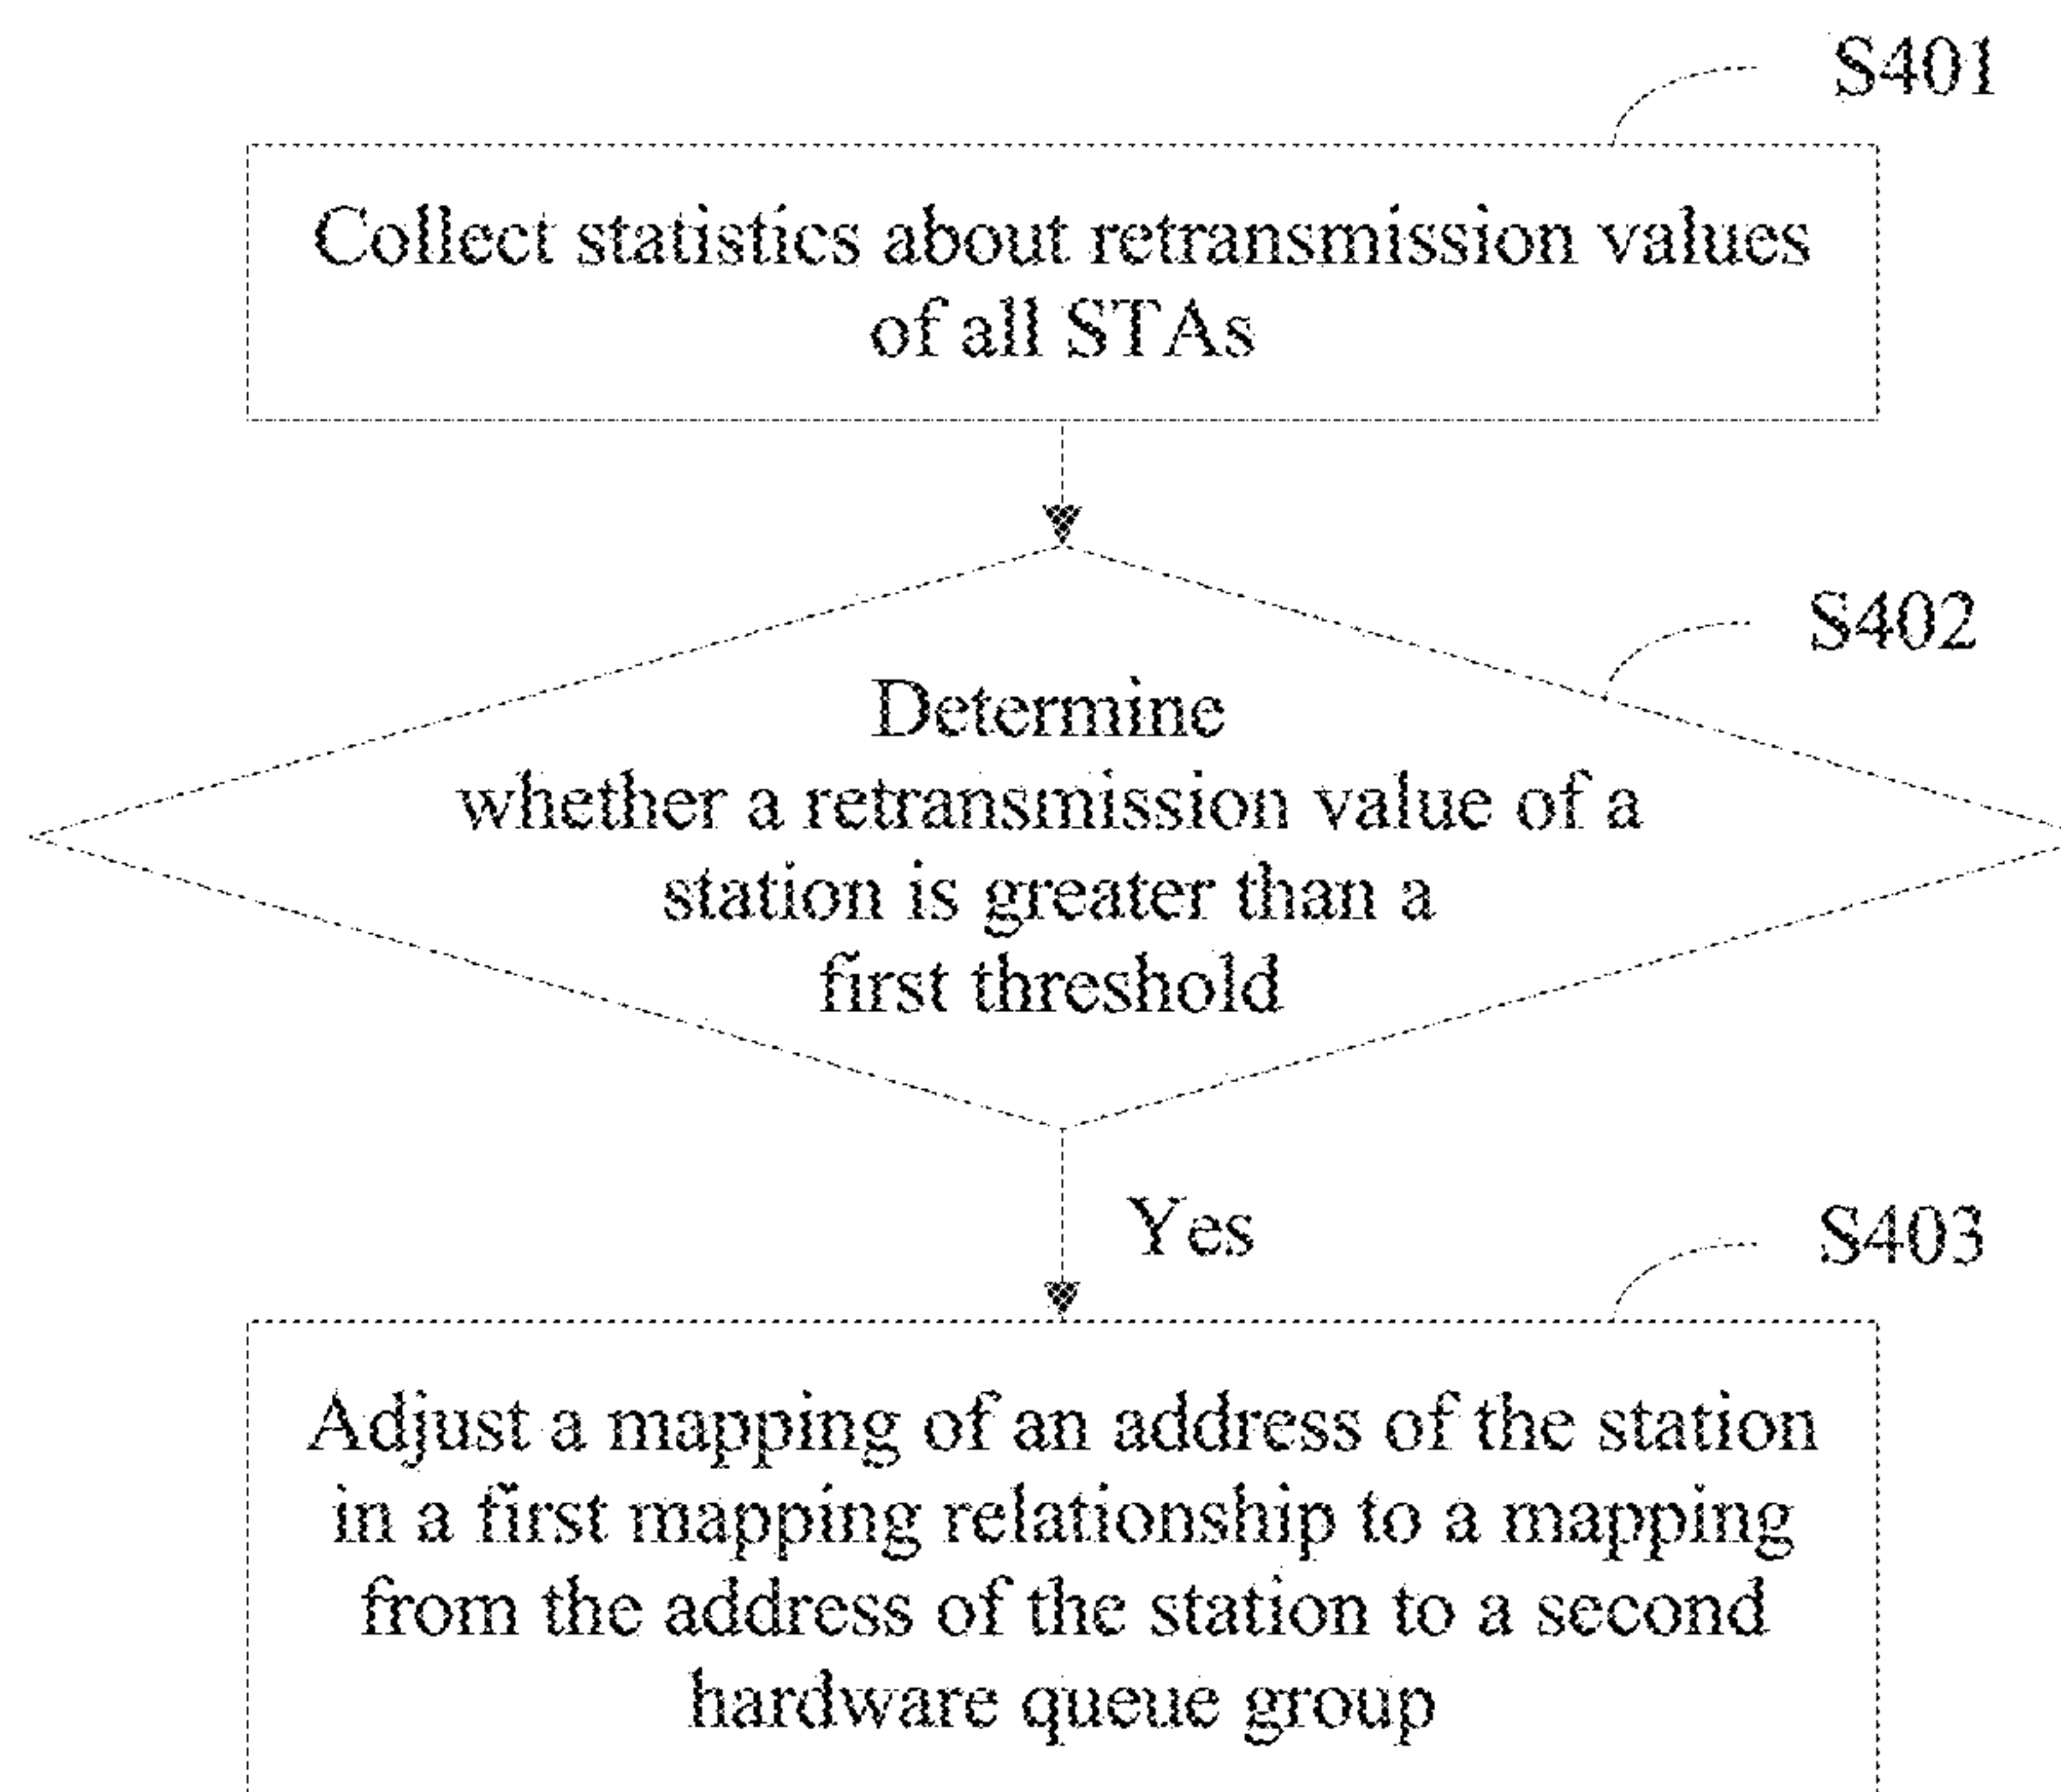 S401
Collect statistics about retransmission values
of all STAs
S402
Determine
whether a retransmission value of a
station is greater than a
first threshold
Yes
S403
Adjust a mapping of an address of the station
in a first mapping relationship to a mapping
from the address of the station to a second
hardware queue group